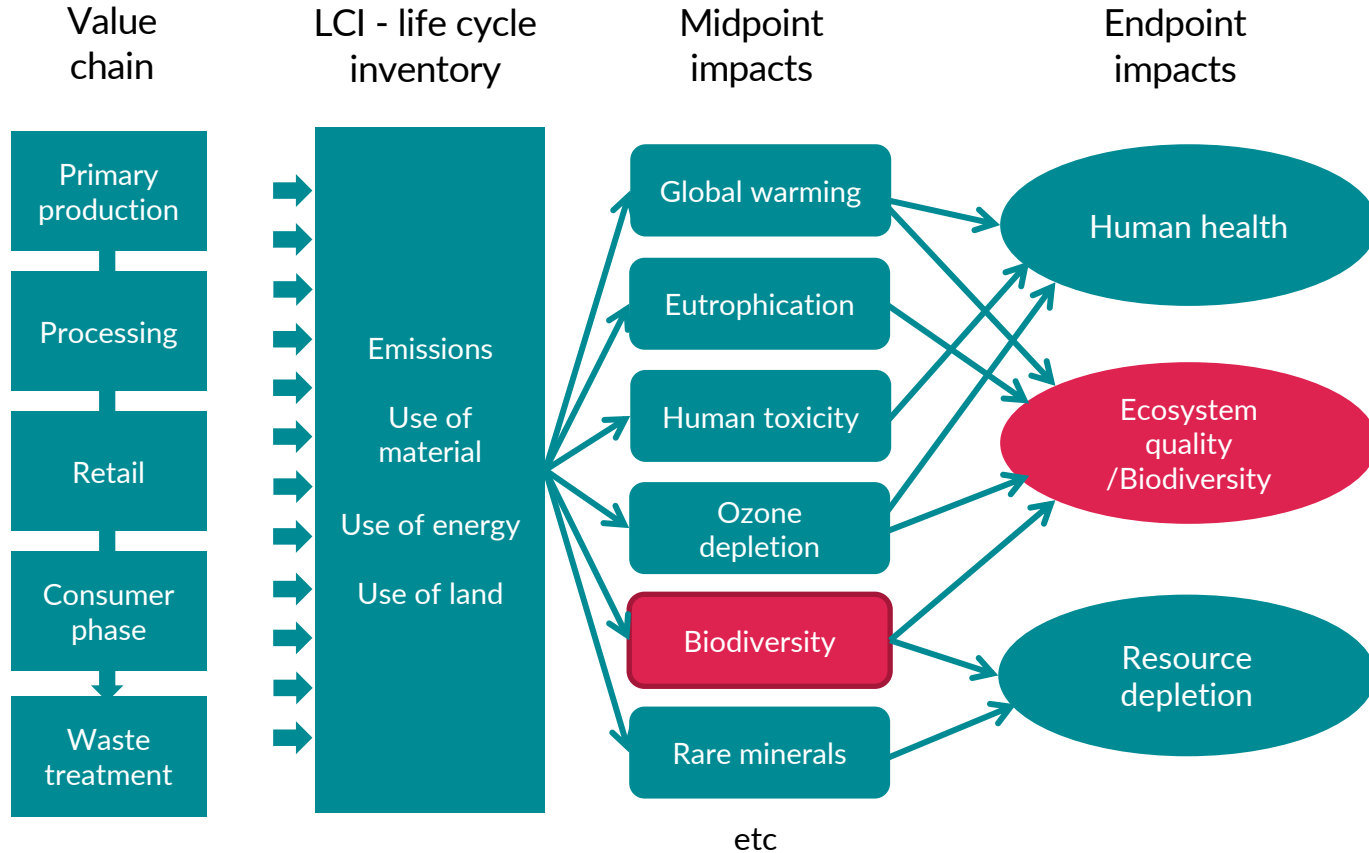 Value
chain
LCI - life cycle
inventory
Midpoint
impacts
Endpoint
impacts
Primary
production
Processing
Retail
Consumer
phase
Waste
treatment
Emissions
Use of
material
Use of energy
Use of land
Global warming
Eutrophication
Human toxicity
Ozone
depletion
Biodiversity
Rare minerals
etc
Human health
Ecosystem
quality
/Biodiversity
Resource
depletion